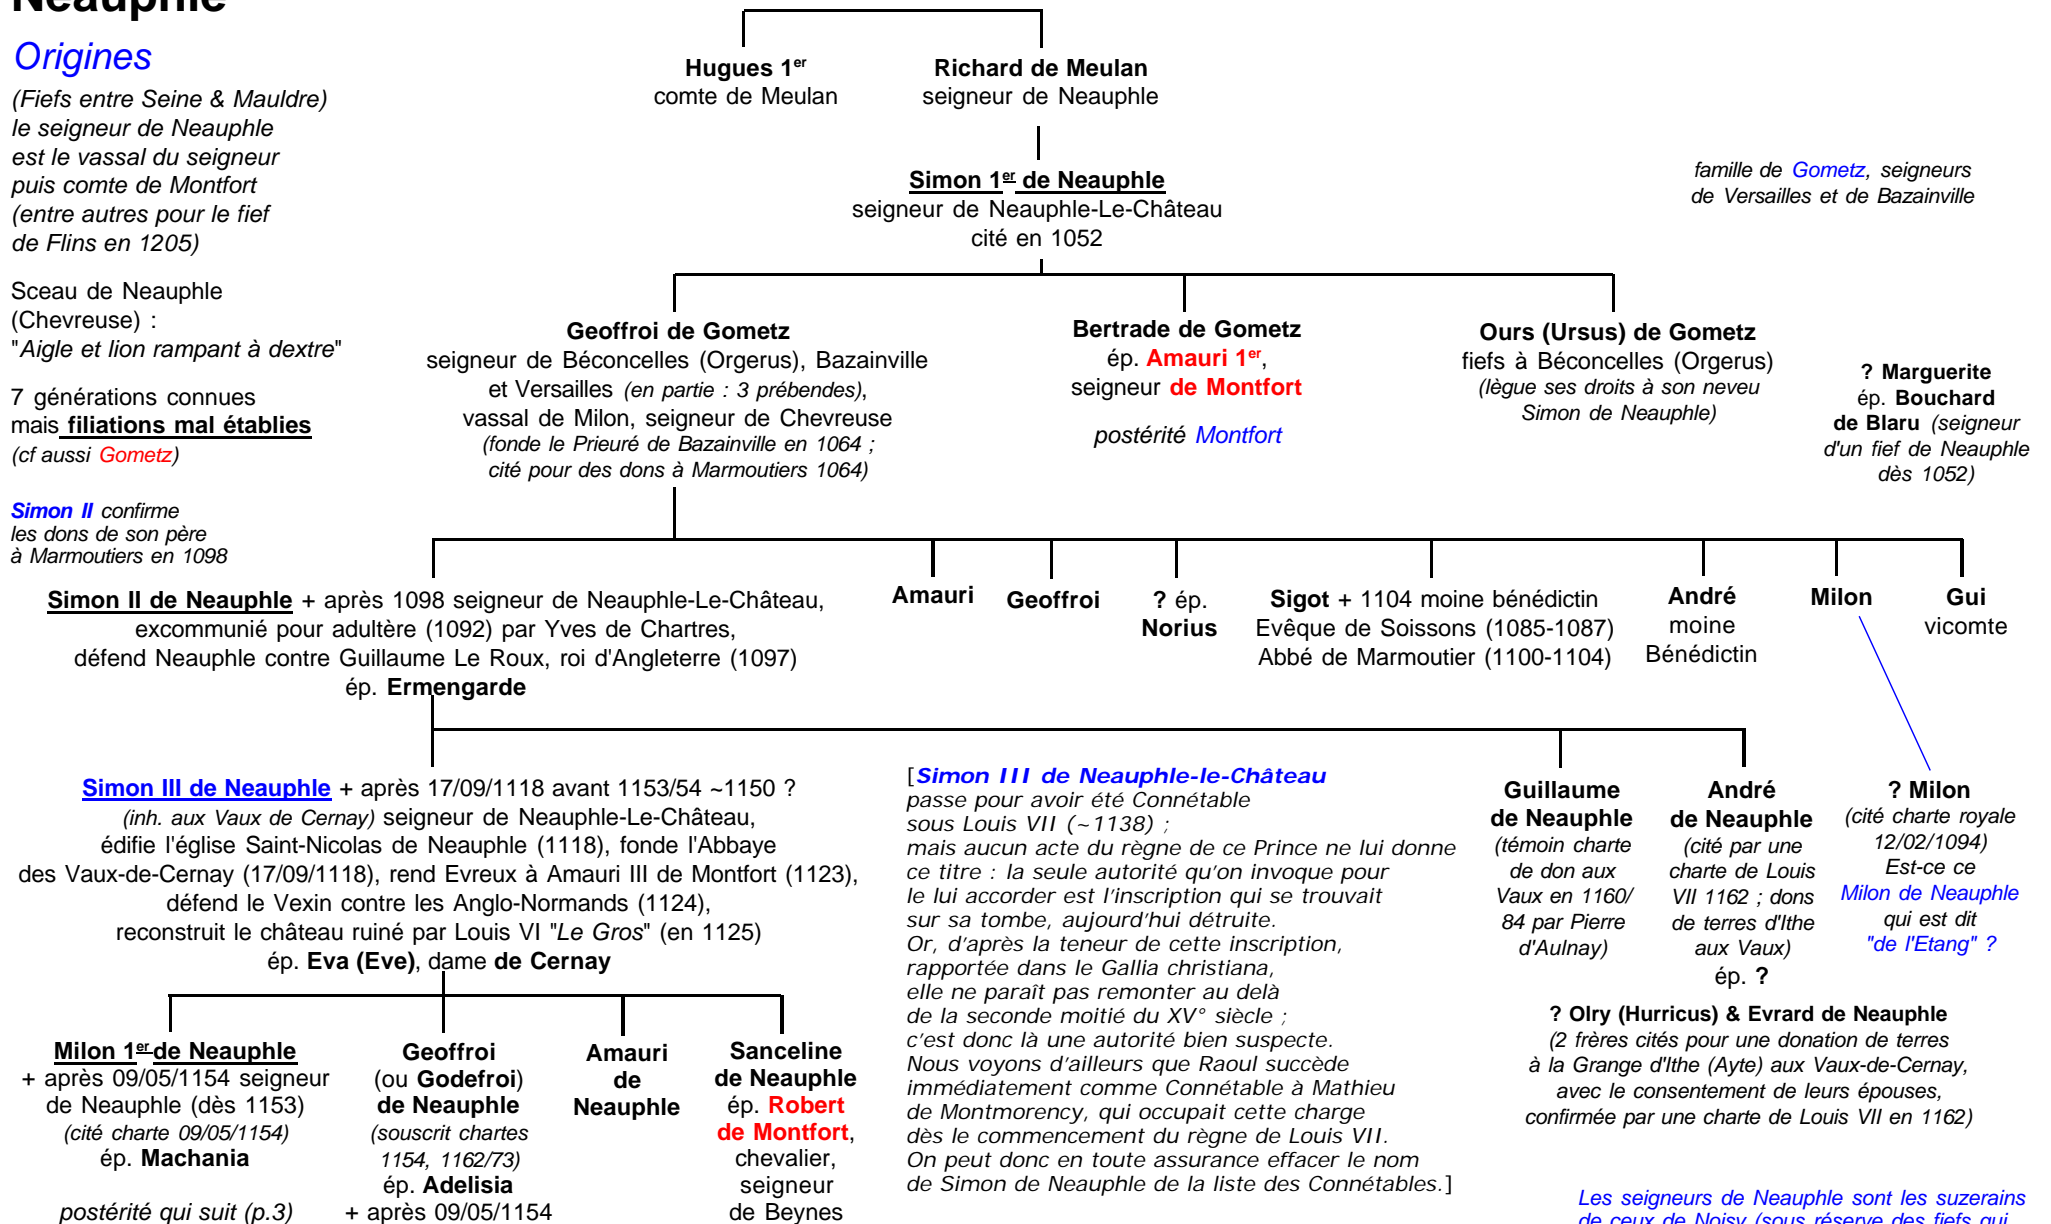 Neauphle
Origines
(Fiefs entre Seine & Mauldre)
le seigneur de Neauphle
est le vassal du seigneur
puis comte de Montfort
(entre autres pour le fief
de Flins en 1205)
Sceau de Neauphle
(Chevreuse) :
"Aigle et lion rampant à dextre"
7 générations connues
mais filiations mal établies
(cf aussi Gometz)
Simon II confirme
les dons de son père
à Marmoutiers en 1098
Hugues 1er
comte de Meulan
Richard de Meulan
seigneur de Neauphle
Simon 1er de Neauphle
seigneur de Neauphle-Le-Château
cité en 1052
famille de Gometz, seigneurs
de Versailles et de Bazainville
Geoffroi de Gometz
seigneur de Béconcelles (Orgerus), Bazainville
et Versailles (en partie : 3 prébendes),
vassal de Milon, seigneur de Chevreuse
(fonde le Prieuré de Bazainville en 1064 ;
cité pour des dons à Marmoutiers 1064)
Bertrade de Gometz
ép. Amauri 1er,
seigneur de Montfort
postérité Montfort
Ours (Ursus) de Gometz
fiefs à Béconcelles (Orgerus)
(lègue ses droits à son neveu
Simon de Neauphle)
? Marguerite
ép. Bouchard
de Blaru (seigneur
d'un fief de Neauphle
dès 1052)
Simon II de Neauphle + après 1098 seigneur de Neauphle-Le-Château,
excommunié pour adultère (1092) par Yves de Chartres,
défend Neauphle contre Guillaume Le Roux, roi d'Angleterre (1097)
ép. Ermengarde
Amauri
Geoffroi
? ép.
Norius
Sigot + 1104 moine bénédictin
Evêque de Soissons (1085-1087)
Abbé de Marmoutier (1100-1104)
André
moine
Bénédictin
Milon
Gui
vicomte
Simon III de Neauphle + après 17/09/1118 avant 1153/54 ~1150 ?
(inh. aux Vaux de Cernay) seigneur de Neauphle-Le-Château,
édifie l'église Saint-Nicolas de Neauphle (1118), fonde l'Abbaye
des Vaux-de-Cernay (17/09/1118), rend Evreux à Amauri III de Montfort (1123),
défend le Vexin contre les Anglo-Normands (1124),
reconstruit le château ruiné par Louis VI "Le Gros" (en 1125)
ép. Eva (Eve), dame de Cernay
[Simon III de Neauphle-le-Château
passe pour avoir été Connétable
sous Louis VII (~1138) ;
mais aucun acte du règne de ce Prince ne lui donne
ce titre : la seule autorité qu'on invoque pour
le lui accorder est l'inscription qui se trouvait
sur sa tombe, aujourd'hui détruite.
Or, d'après la teneur de cette inscription,
rapportée dans le Gallia christiana,
elle ne paraît pas remonter au delà
de la seconde moitié du XV° siècle ;
c'est donc là une autorité bien suspecte.
Nous voyons d'ailleurs que Raoul succède
immédiatement comme Connétable à Mathieu
de Montmorency, qui occupait cette charge
dès le commencement du règne de Louis VII.
On peut donc en toute assurance effacer le nom
de Simon de Neauphle de la liste des Connétables.]
Guillaume
de Neauphle
(témoin charte
de don aux
Vaux en 1160/
84 par Pierre
d'Aulnay)
André
de Neauphle
(cité par une
charte de Louis
VII 1162 ; dons
de terres d'Ithe
aux Vaux)
ép. ?
? Milon
(cité charte royale
12/02/1094)
Est-ce ce
Milon de Neauphle
qui est dit
"de l'Etang" ?
? Olry (Hurricus) & Evrard de Neauphle
(2 frères cités pour une donation de terres
à la Grange d'Ithe (Ayte) aux Vaux-de-Cernay,
avec le consentement de leurs épouses,
confirmée par une charte de Louis VII en 1162)
Milon 1er de Neauphle
+ après 09/05/1154 seigneur
de Neauphle (dès 1153)
(cité charte 09/05/1154)
ép. Machania
postérité qui suit (p.3)
Geoffroi
(ou Godefroi)
de Neauphle
(souscrit chartes
1154, 1162/73)
ép. Adelisia
+ après 09/05/1154
Amauri
de
Neauphle
Sanceline
de Neauphle
ép. Robert
de Montfort,
chevalier,
seigneur
de Beynes
Les seigneurs de Neauphle sont les suzerains
de ceux de Noisy (sous réserve des fiefs qui